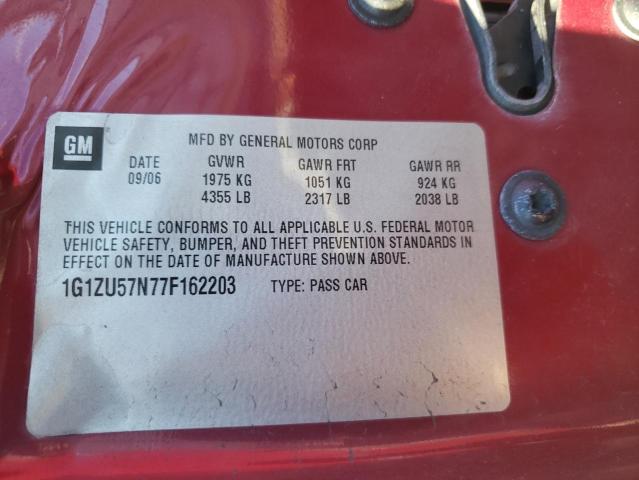 GM
MFD BY GENERAL MOTORS CORP
DATE GVWR GAWR FRT GAWR RR
09/06 1975 KG 1051 KG 924 KG
4355 LB 2317 LB 2038 LB
THIS VEHICLE CONFORMS TO ALL APPLICABLE U.S. FEDERAL MOTOR
VEHICLE SAFETY, BUMPER, AND THEFT PREVENTION STANDARDS IN
EFFECT ON THE DATE OF MANUFACTURE SHOWN ABOVE.
1G1ZU57N77F162203 TYPE: PASS CAR